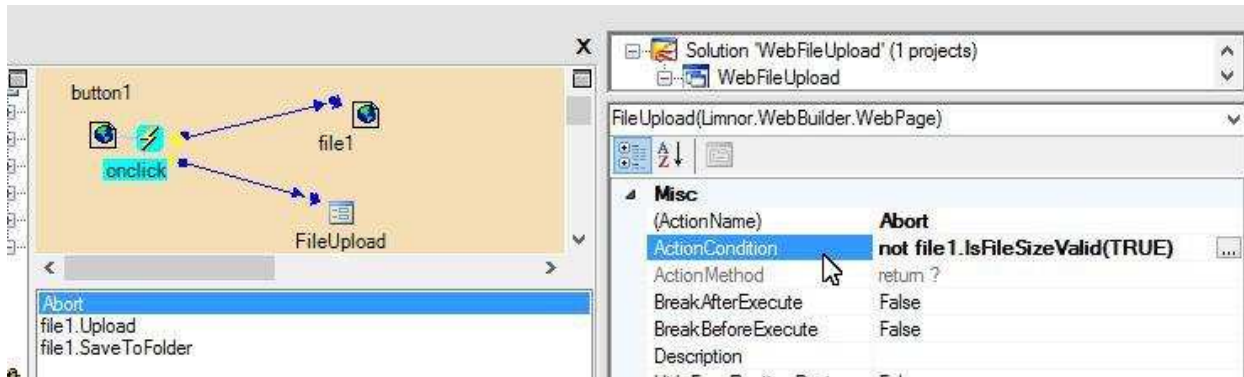 X
button1
file1
onclick
FileUpload
Abort
file1.Upload
file1.SaveToFolder
Solution 'WebFileUpload' (1 projects)
WebFileUpload
FileUpload(Limnor.WebBuilder.WebPage)
Misc
(ActionName) Abort
ActionCondition not file1.IsFileSizeValid(TRUE) ...
ActionMethod return ?
BreakAfterExecute False
BreakBeforeExecute False
Description